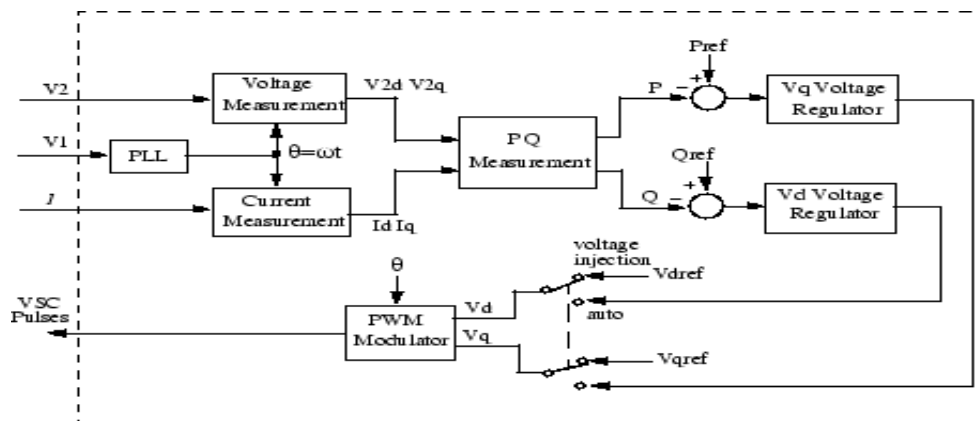 Pref
V2
Voltage
Measurement
V2d V2q
P
+
−
Vq Voltage
Regulator
V1
PLL
θ=ωt
PQ
Measurement
Qref
I
Current
Measurement
Id Iq
Q
+
−
Vd Voltage
Regulator
voltage
injection
Vdref
θ
auto
VSC
Pulses
PWM
Modulator
Vd
Vq
Vqref